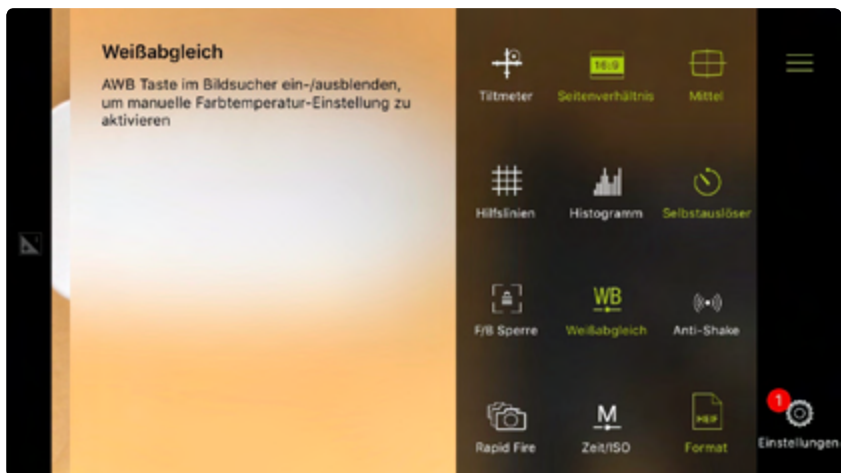 Weißabgleich
AWB Taste im Bildsucher ein-/ausblenden,
um manuelle Farbtemperatur-Einstellung zu
aktivieren
16:9
Tiltmeter
Seitenverhältnis
Mittel
Hilfslinien
Histogramm
Selbstauslöser
WB
F/B Sperre
Weißabgleich
Anti-Shake
M
HEIF
Rapid Fire
Zeit/ISO
Format
1
Einstellungen